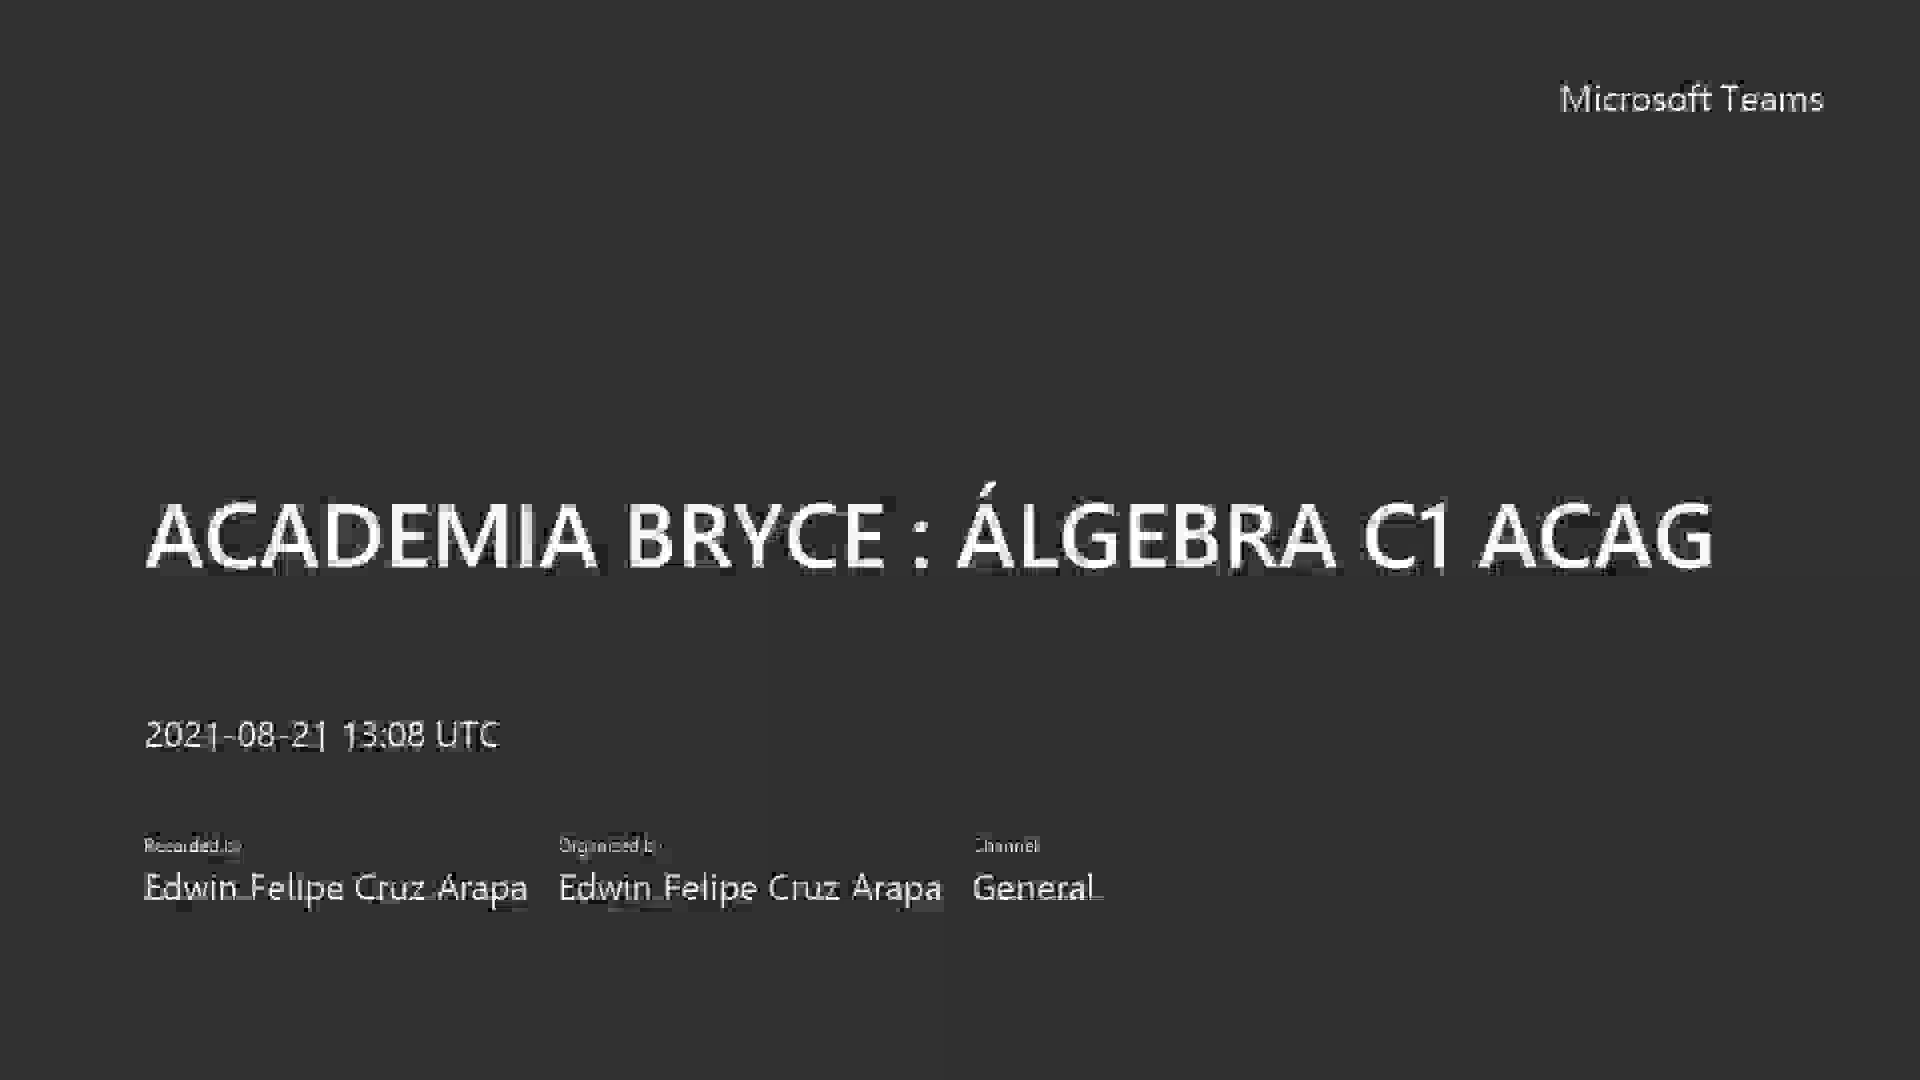 Microsoft Teams
ACADEMIA BRYCE : ÁLGEBRA C1 ACAG
2021-08-21 13:08 UTC
Recorded by Organized by Channel
Edwin Felipe Cruz Arapa Edwin Felipe Cruz Arapa General